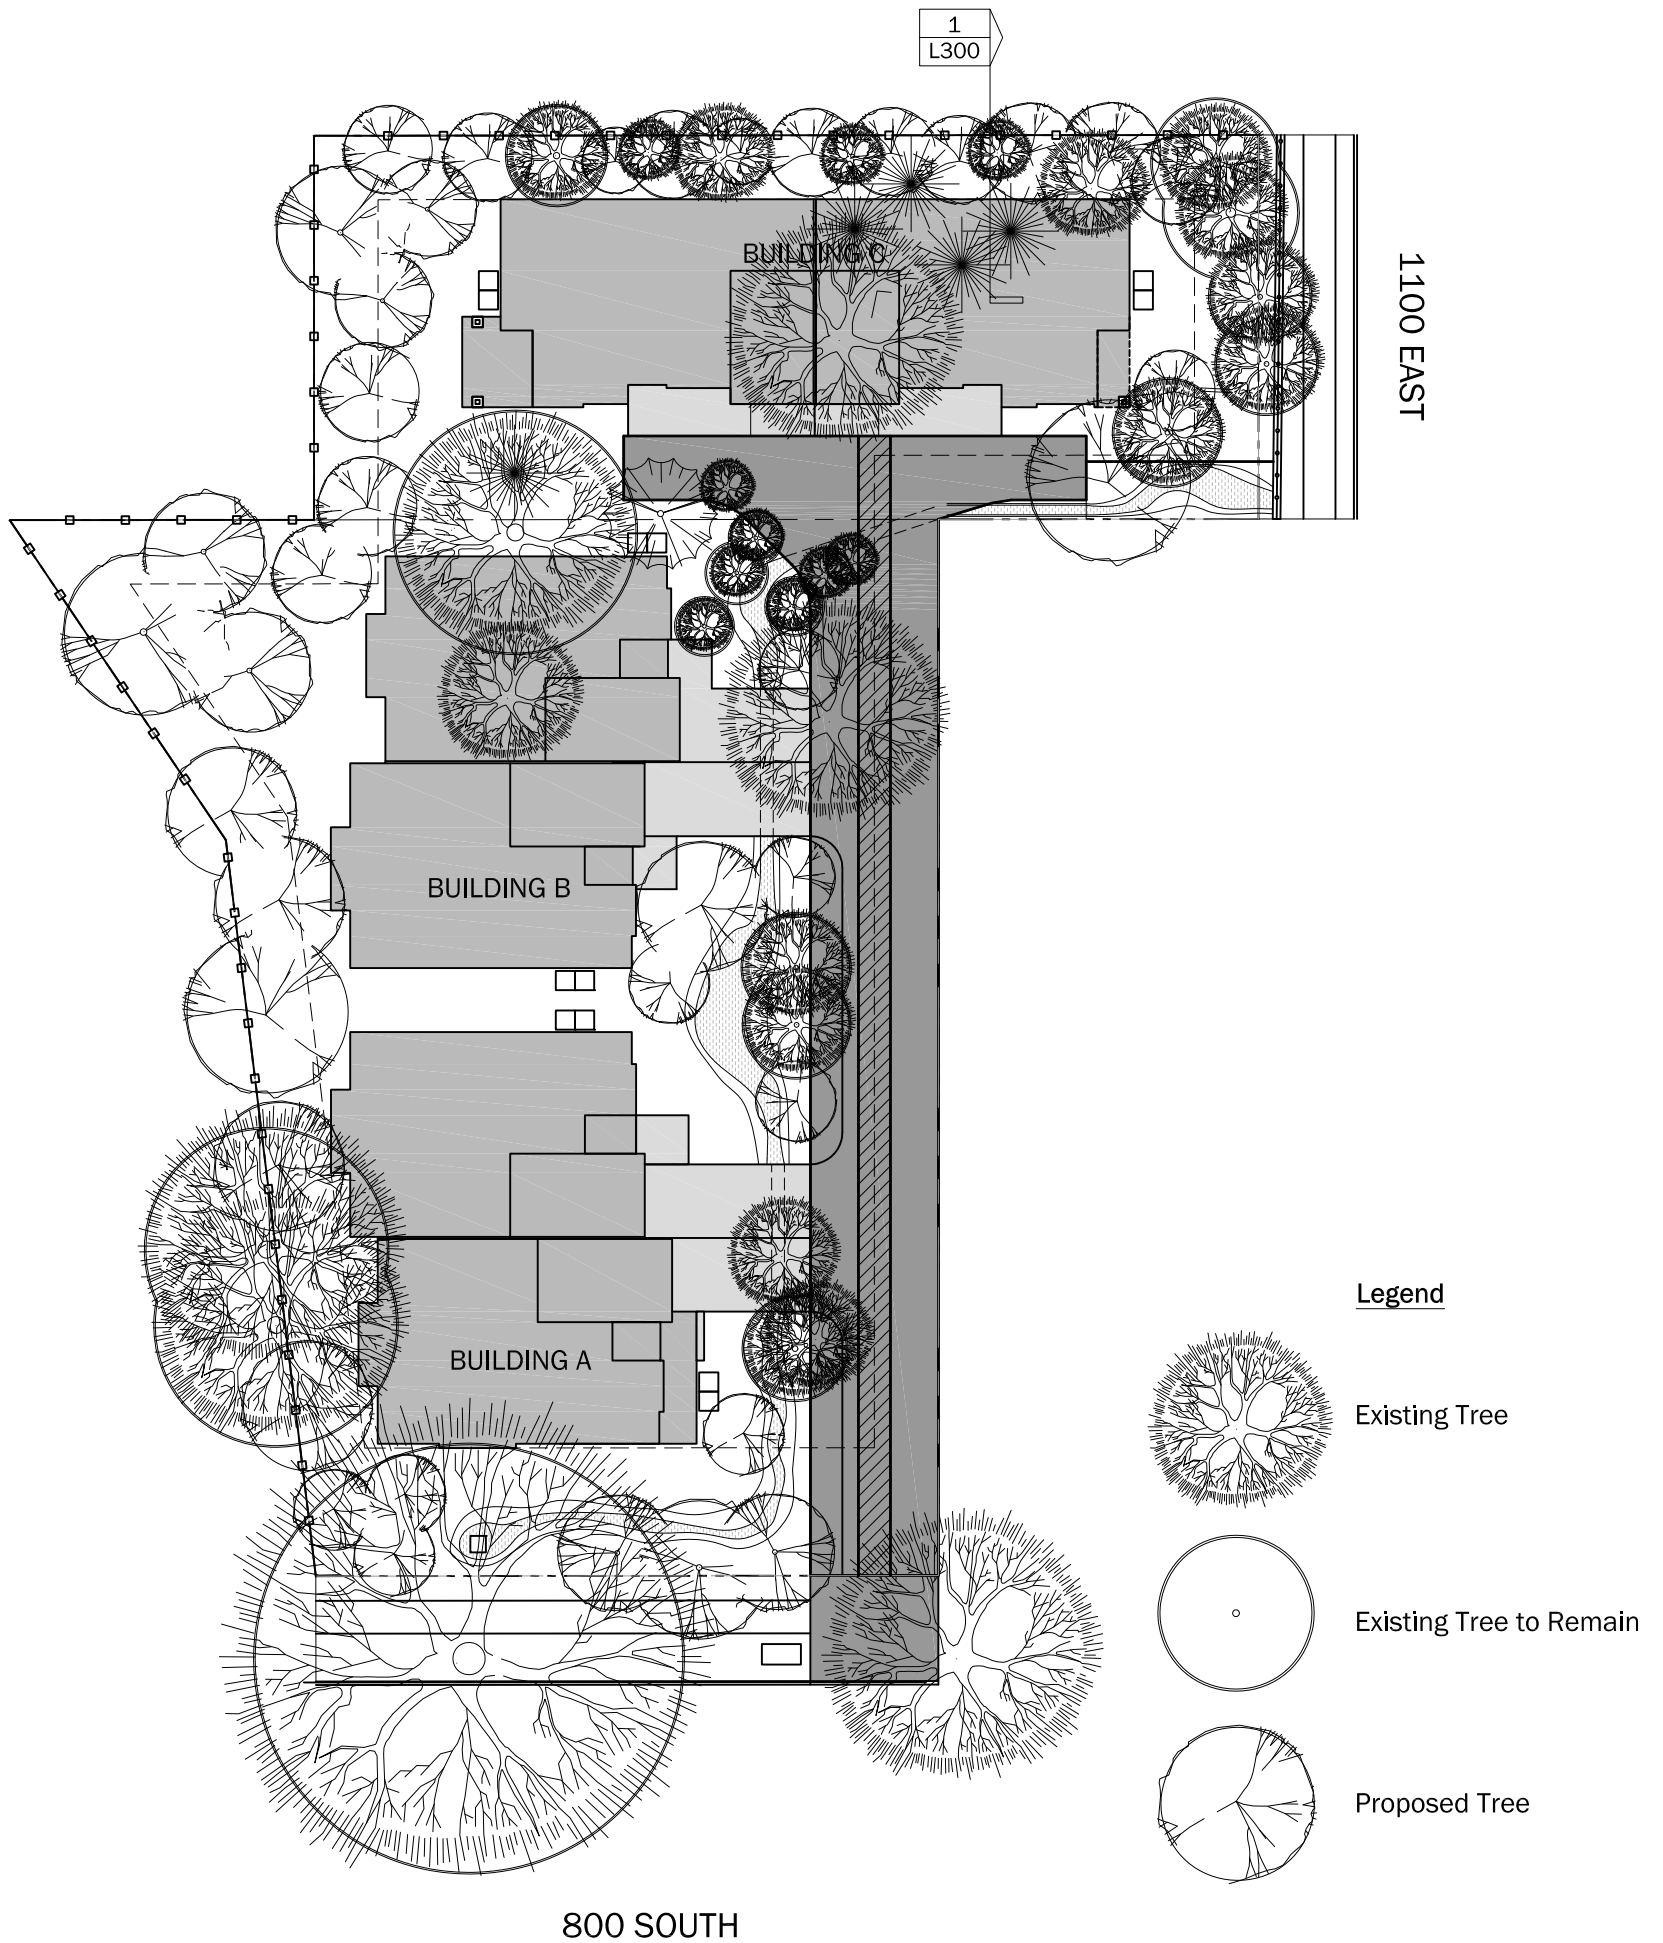 1
L300
BUILDING C
1100 EAST
BUILDING B
BUILDING A
Legend
Existing Tree
Existing Tree to Remain
Proposed Tree
800 SOUTH